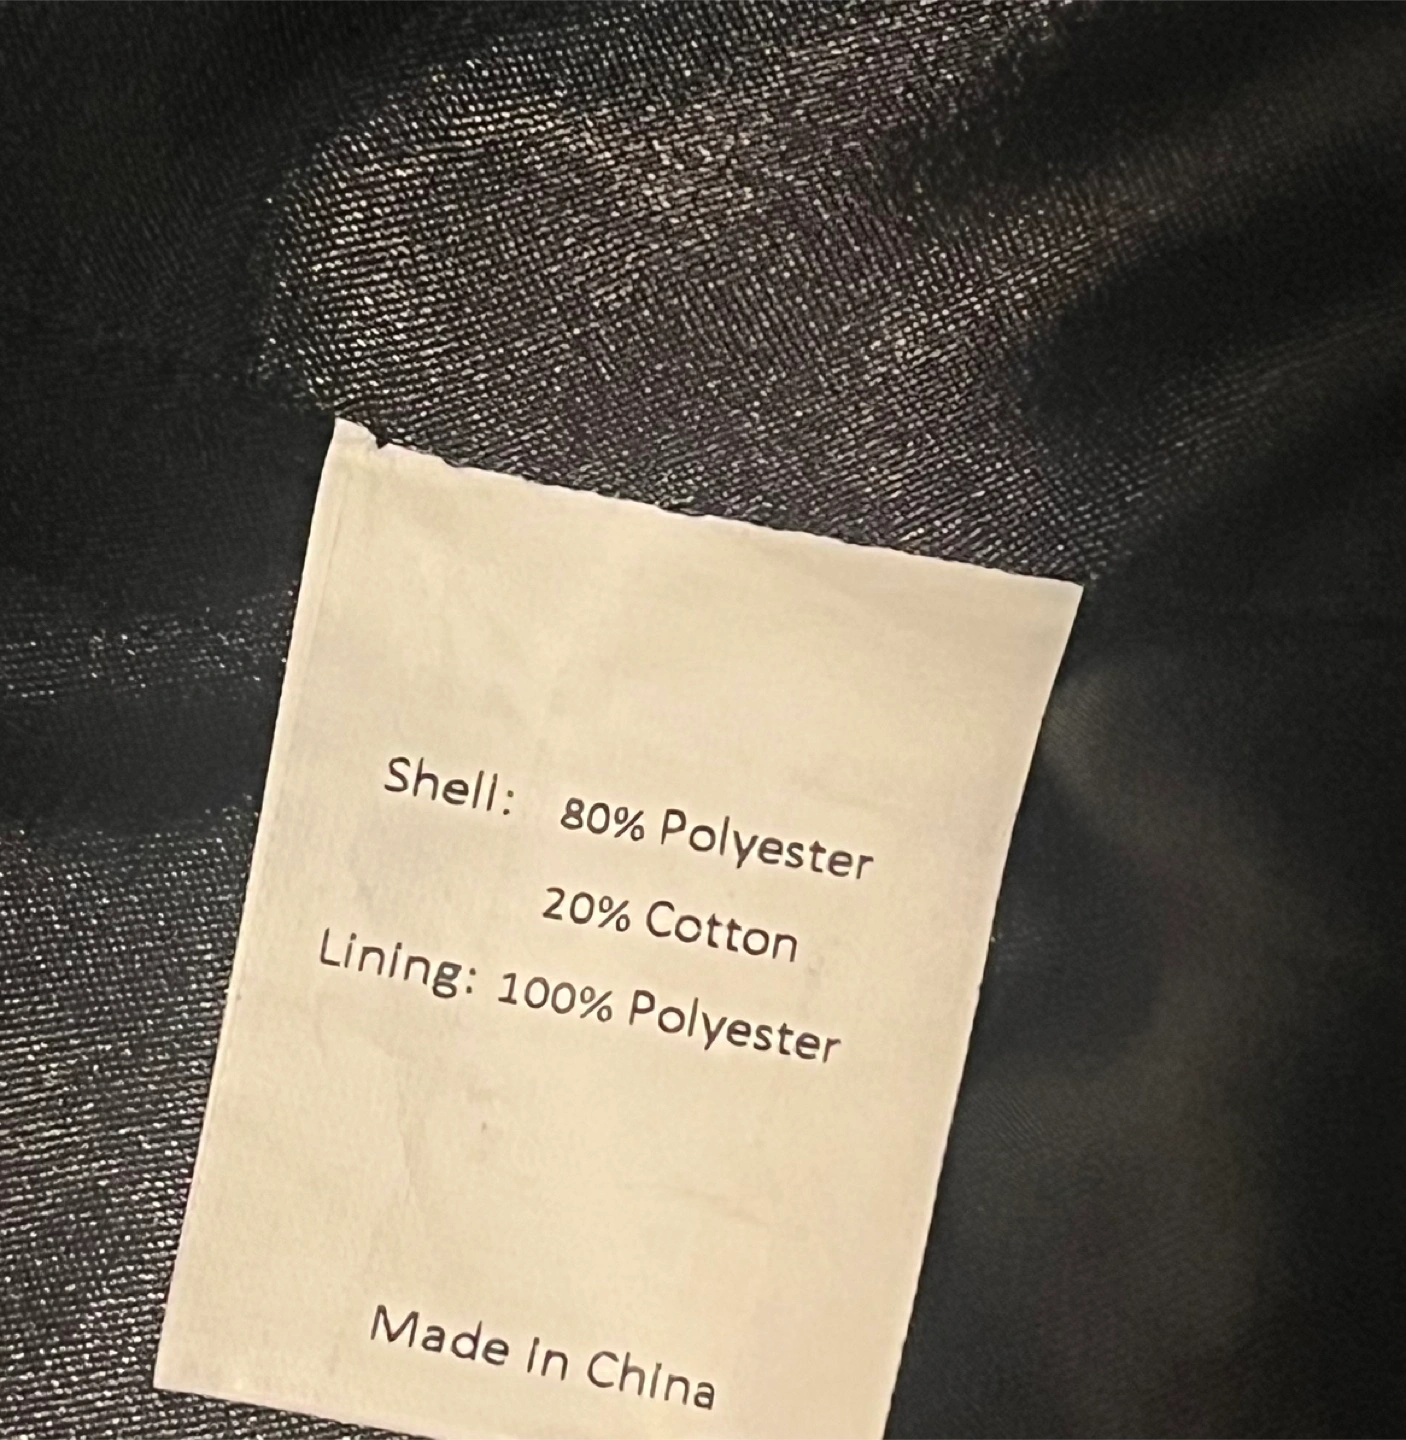 Shell: 80% Polyester
20% Cotton
Lining: 100% Polyester
Made in China